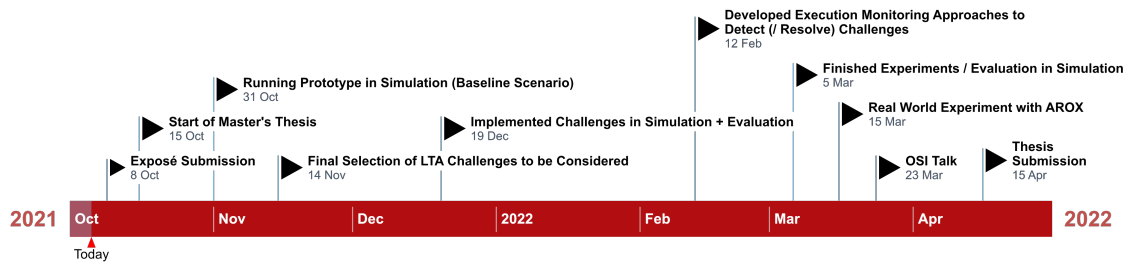 Developed Execution Monitoring Approaches to
Detect (/ Resolve) Challenges
12 Feb
Finished Experiments / Evaluation in Simulation
5 Mar
Running Prototype in Simulation (Baseline Scenario)
31 Oct
Real World Experiment with AROX
15 Mar
Start of Master's Thesis
15 Oct
Implemented Challenges in Simulation + Evaluation
19 Dec
Exposé Submission
8 Oct
Final Selection of LTA Challenges to be Considered
14 Nov
OSI Talk
23 Mar
Thesis
Submission
15 Apr
2021 Oct Nov Dec 2022 Feb Mar Apr 2022
Today